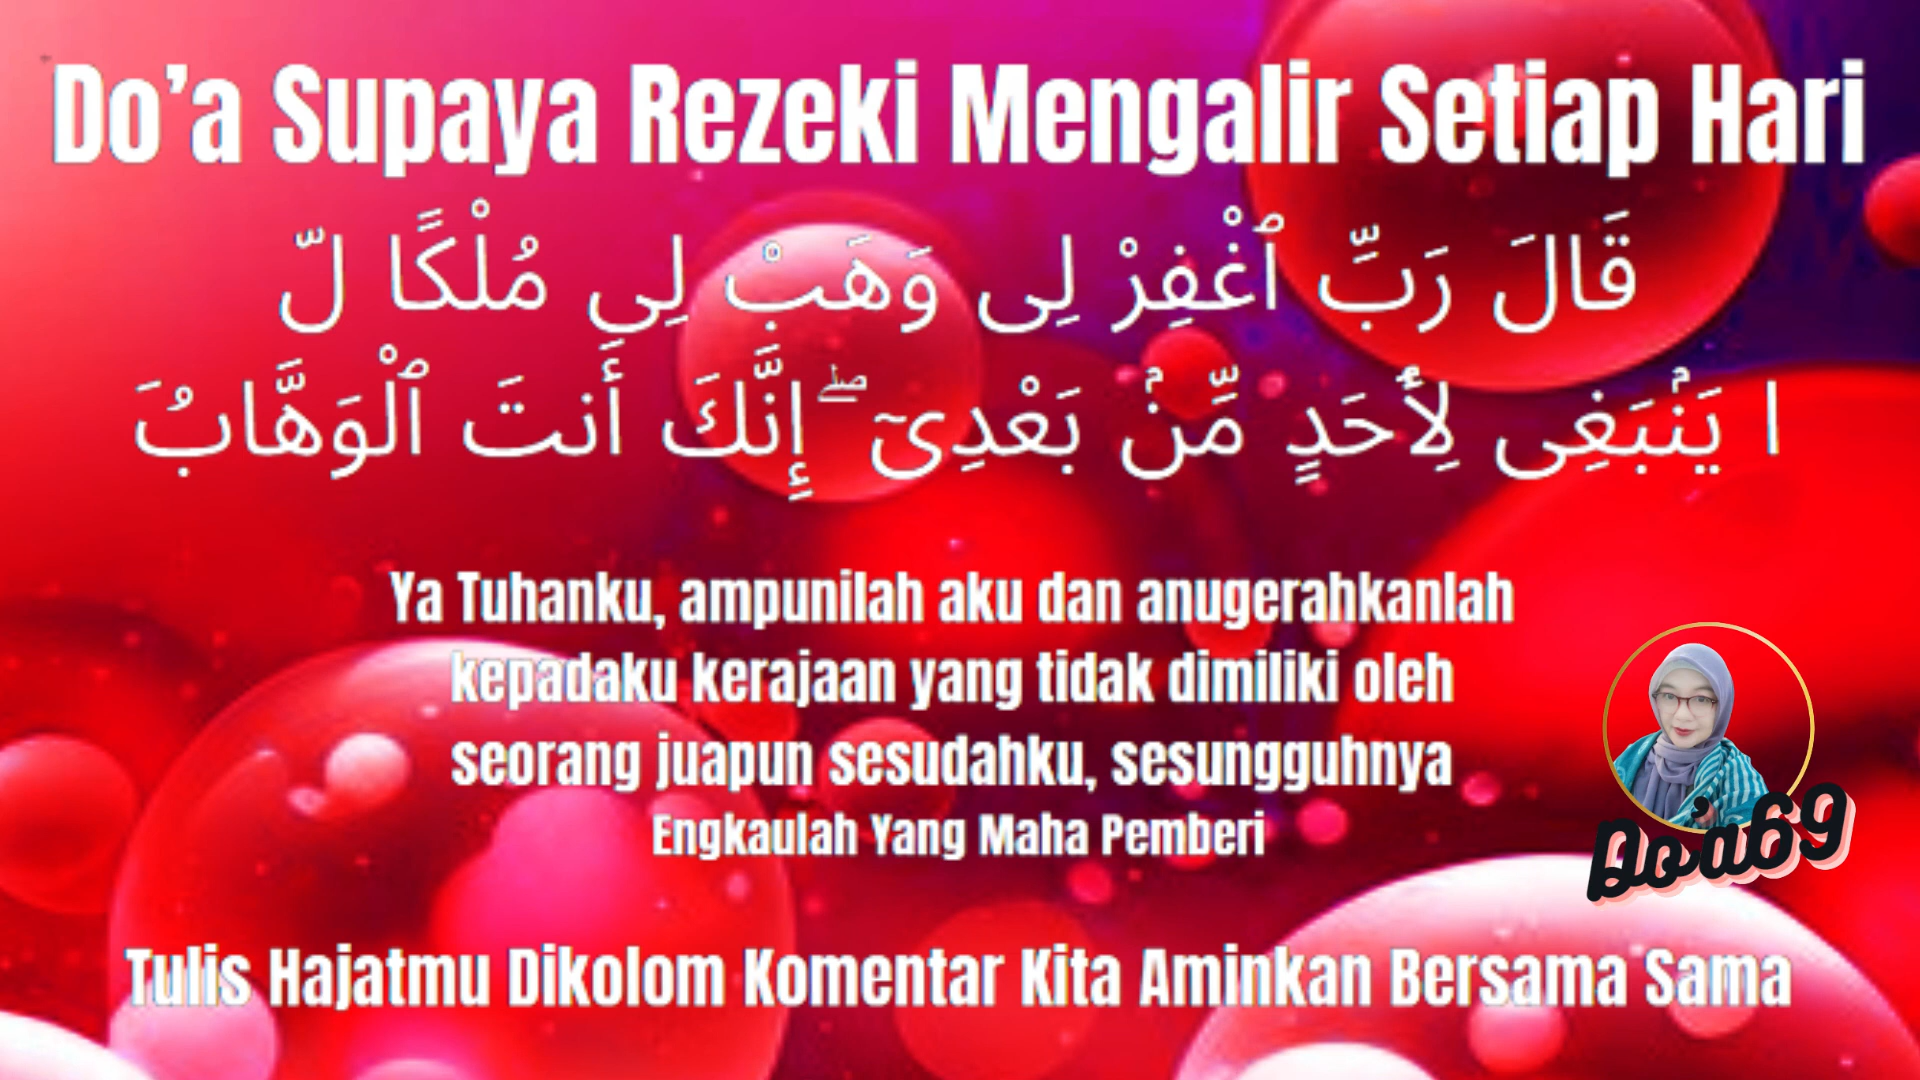 Do'a Supaya Rezeki Mengalir Setiap Hari
قَالَ رَبِّ ٱغْفِرْ لِى وَهَبْ لِى مُلْكًا لَّ
ا يَنۢبَغِى لِأَحَدٍ مِّنۢ بَعْدِىٓ ۖ إِنَّكَ أَنتَ ٱلْوَهَّابُ
Ya Tuhanku, ampunilah aku dan anugerahkanlah
kepadaku kerajaan yang tidak dimiliki oleh
seorang juapun sesudahku, sesungguhnya
Engkaulah Yang Maha Pemberi
Do'a69
Tulis Hajatmu Dikolom Komentar Kita Aminkan Bersama Sama